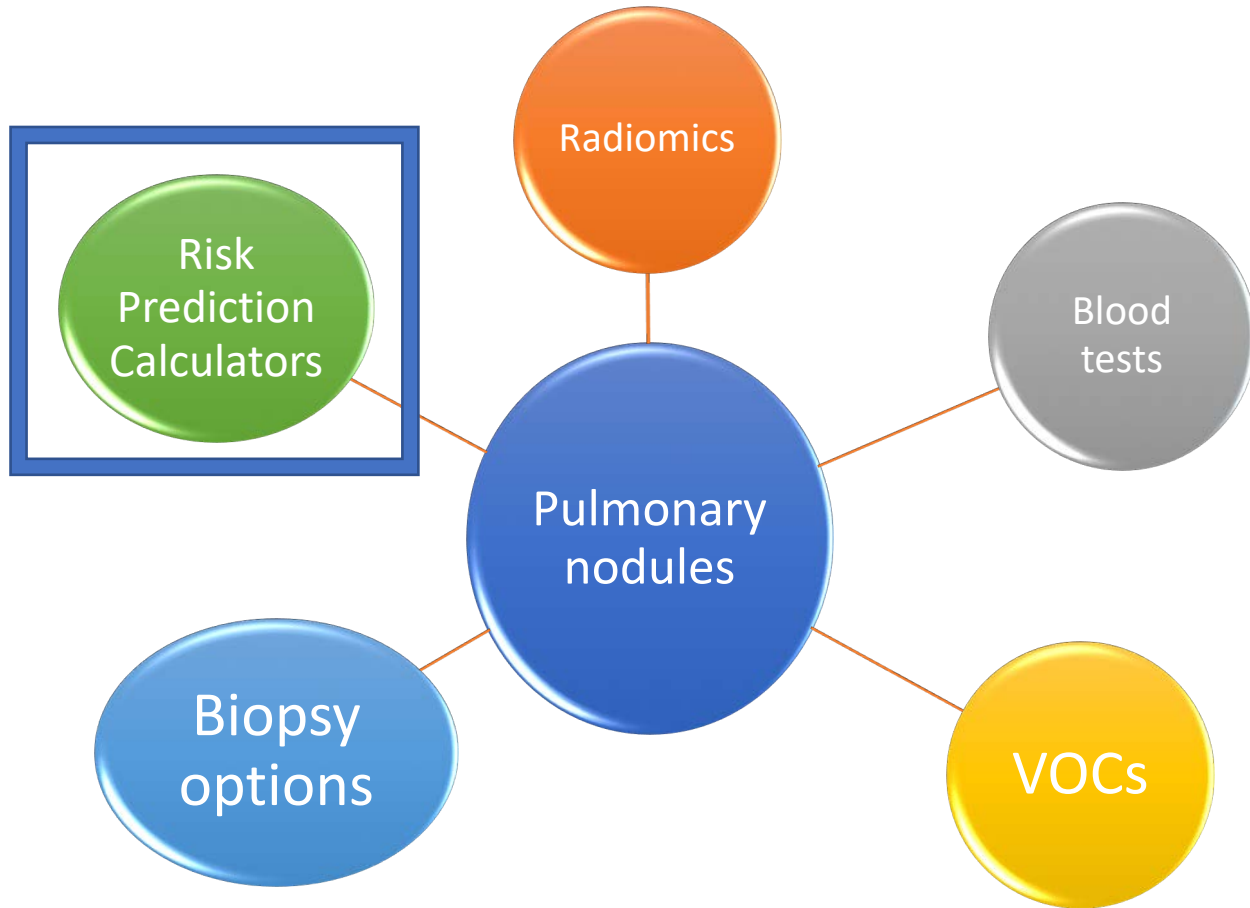 Radiomics
Risk
Prediction
Calculators
Blood
tests
Pulmonary
nodules
Biopsy
options
VOCs